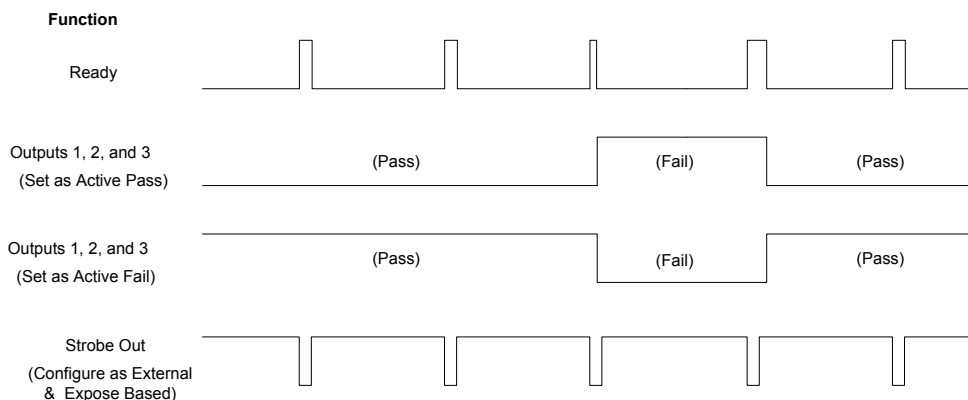 Function
Ready
Outputs 1, 2, and 3
(Set as Active Pass)
(Pass)
(Fail)
(Pass)
Outputs 1, 2, and 3
(Set as Active Fail)
(Pass)
(Fail)
(Pass)
Strobe Out
(Configure as External
& Expose Based)